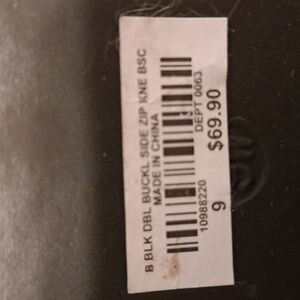 B BLK DBL BUCKL SIDE ZIP KNE BSC
MADE IN CHINA
DEPT 0063
10988220
9
$69.90